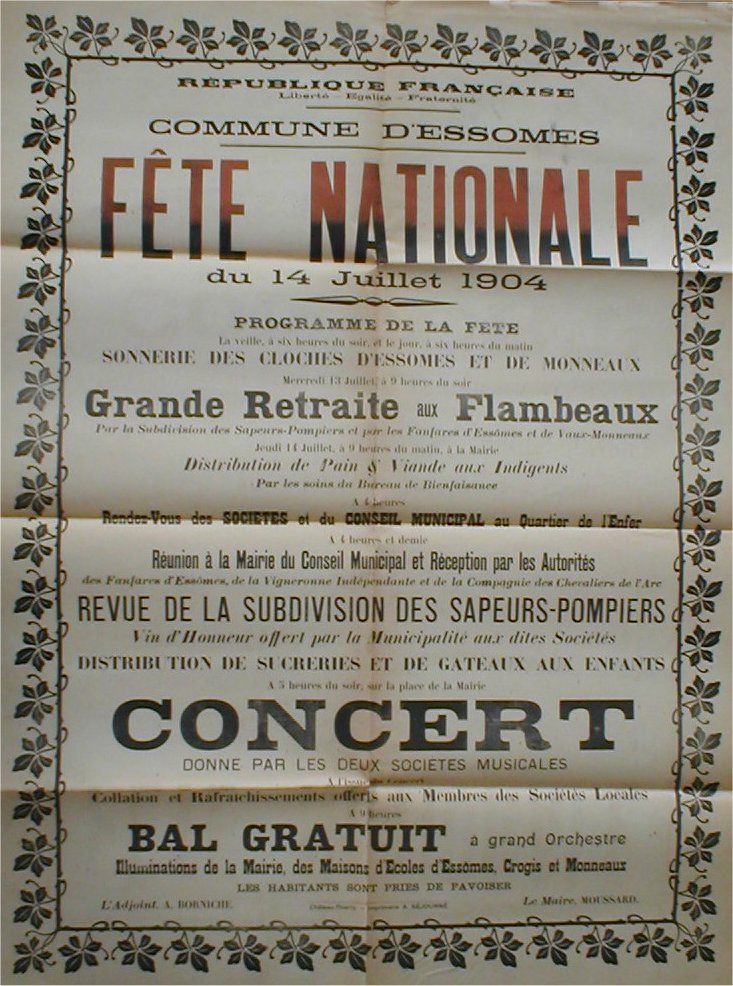 RÉPUBLIQUE FRANÇAISE
Liberté – Egalité – Fraternité
COMMUNE D'ESSOMES
FÊTE NATIONALE
du 14 Juillet 1904
PROGRAMME DE LA FETE
La veille, à six heures du soir, et le jour, à six heures du matin
SONNERIE DES CLOCHES D'ESSOMES ET DE MONNEAUX
Mercredi 13 Juillet, à 9 heures du soir
Grande Retraite aux Flambeaux
Par la Subdivision des Sapeurs-Pompiers et par les Fanfares d'Essômes et de Vaux-Monneaux
Jeudi 14 Juillet, à 9 heures du matin, à la Mairie
Distribution de Pain & Viande aux Indigents
Par les soins du Bureau de Bienfaisance
A 4 heures
Rendez-Vous des SOCIETES et du CONSEIL MUNICIPAL au Quartier de l'Enfer
A 4 heures et demie
Réunion à la Mairie du Conseil Municipal et Réception par les Autorités
des Fanfares d'Essômes, de la Vigneronne Indépendante et de la Compagnie des Chevaliers de l'Arc
REVUE DE LA SUBDIVISION DES SAPEURS-POMPIERS
Vin d'Honneur offert par la Municipalité aux dites Sociétés
DISTRIBUTION DE SUCRERIES ET DE GATEAUX AUX ENFANTS
A 5 heures du soir, sur la place de la Mairie
CONCERT
DONNE PAR LES DEUX SOCIETES MUSICALES
A l'issue du Concert
Collation et Rafraichissements offerts aux Membres des Sociétés Locales
A 9 heures
BAL GRATUIT à grand Orchestre
Illuminations de la Mairie, des Maisons d'Ecoles d'Essômes, Crogis et Monneaux
LES HABITANTS SONT PRIES DE PAVOISER
L'Adjoint, A. BORNICHE.
Château-Thierry. — Imprimerie A. SÉJOURNÉ
Le Maire, MOUSSARD.